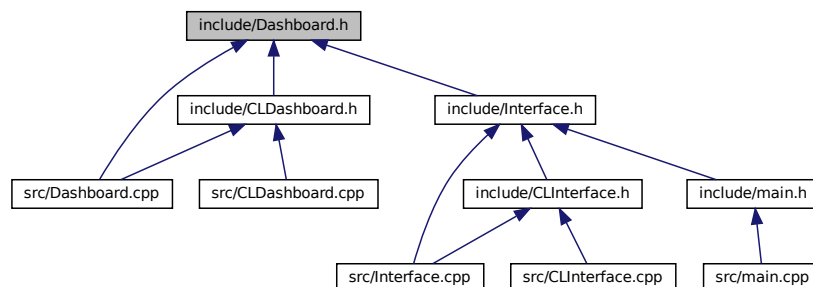 include/Dashboard.h
include/CLDashboard.h
include/Interface.h
src/Dashboard.cpp
src/CLDashboard.cpp
include/CLInterface.h
include/main.h
src/Interface.cpp
src/CLInterface.cpp
src/main.cpp